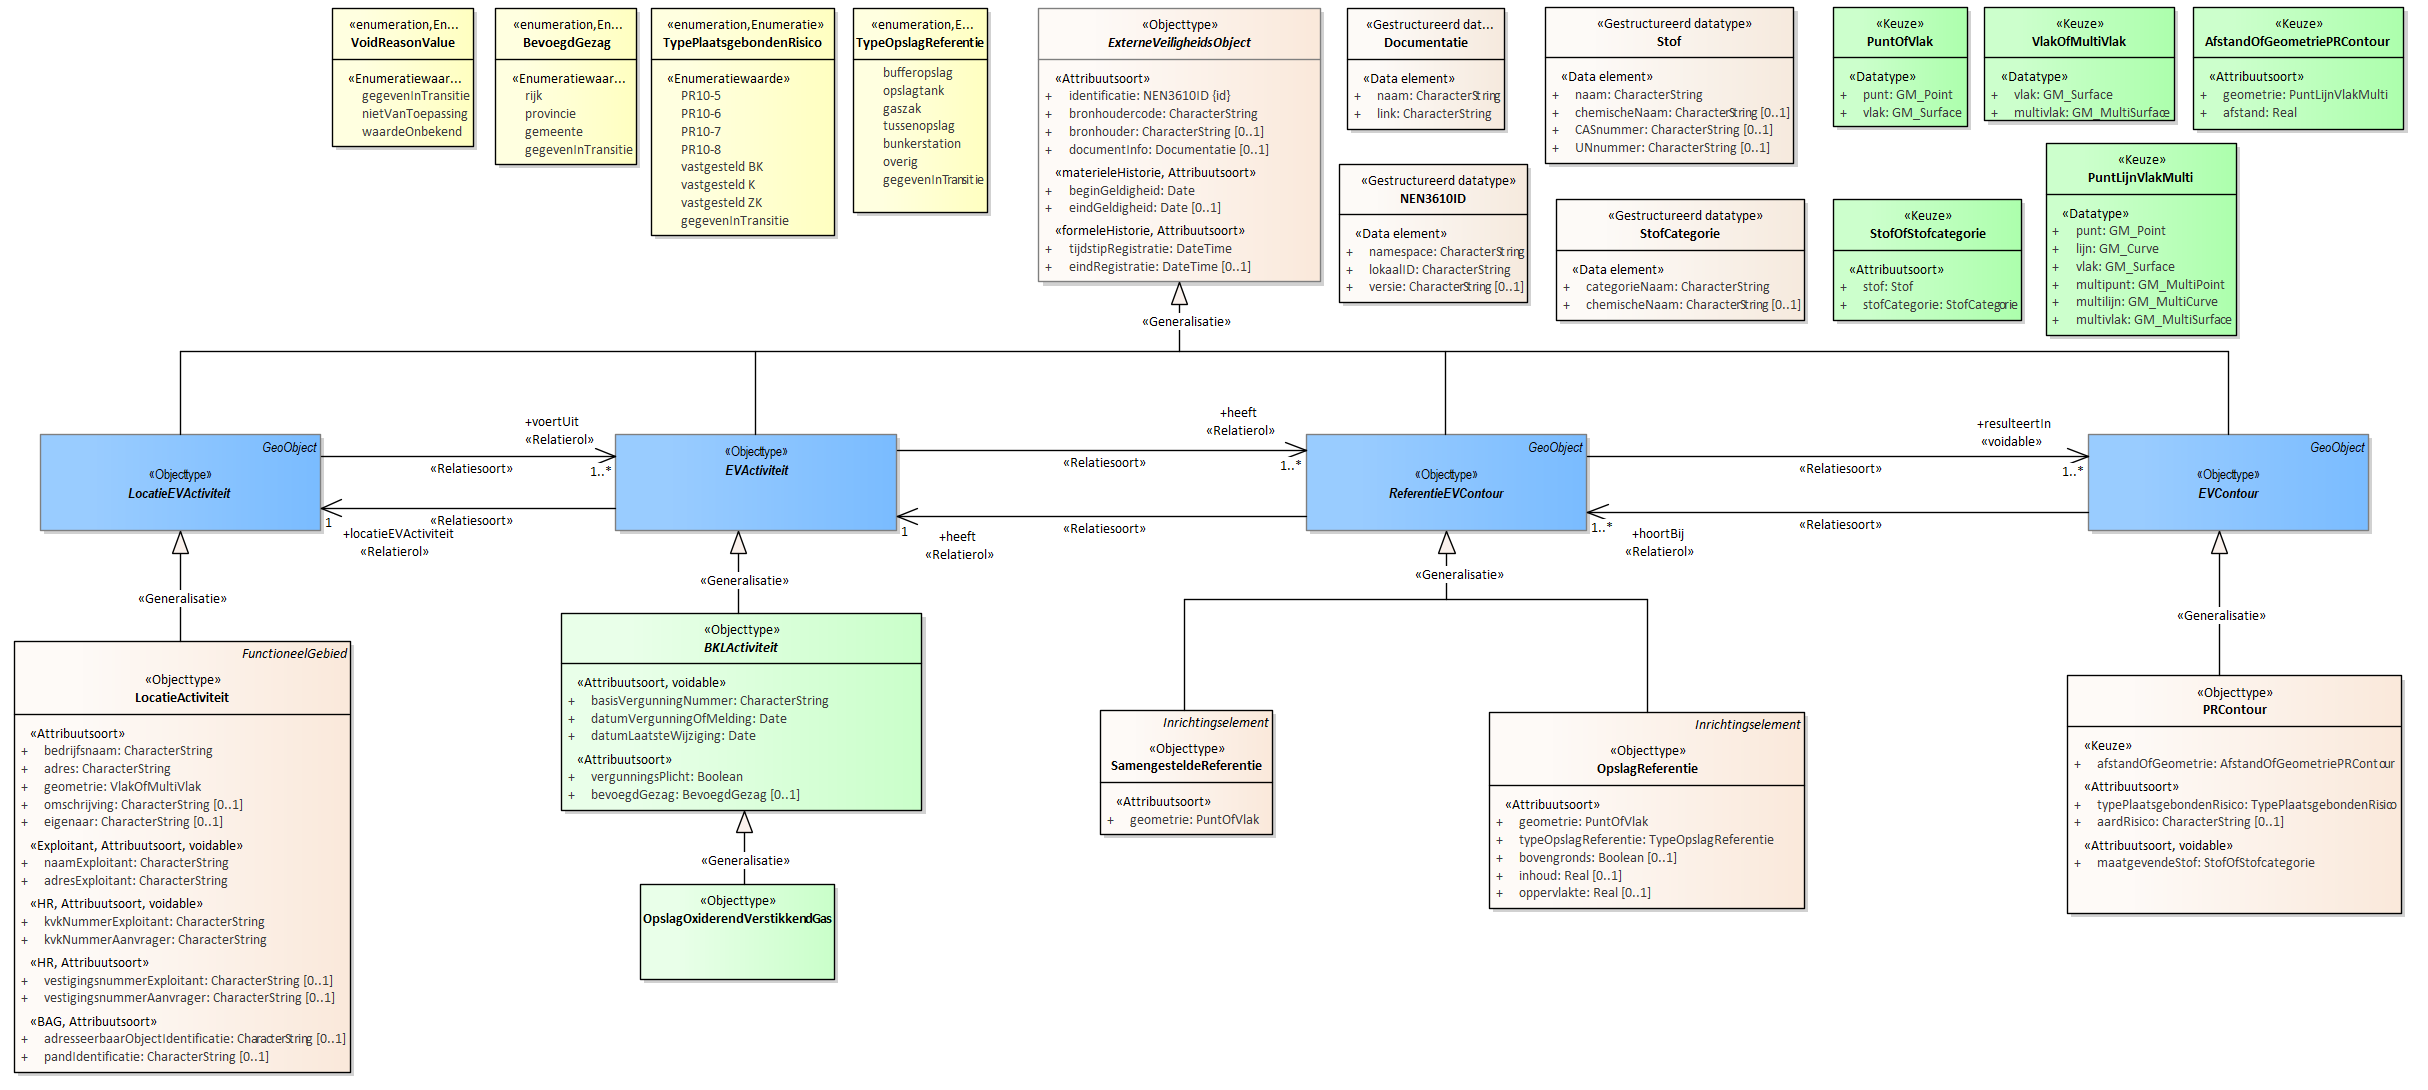 «enumeration,En...
VoidReasonValue
«Enumeratiewaar...
gegevenInTransitie
nietVanToepassing
waardeOnbekend
«enumeration,En...
BevoegdGezag
«Enumeratiewaar...
rijk
provincie
gemeente
gegevenInTransitie
«enumeration,Enumeratie»
TypePlaatsgebondenRisico
«Enumeratiewaarde»
PR10-5
PR10-6
PR10-7
PR10-8
vastgesteld BK
vastgesteld K
vastgesteld ZK
gegevenInTransitie
«enumeration,E...
TypeOpslagReferentie
bufferopslag
opslagtank
gaszak
tussenopslag
bunkerstation
overig
gegevenInTransitie
«Objecttype»
ExterneVeiligheidsObject
«Attribuutsoort»
+ identificatie: NEN3610ID {id}
+ bronhoudercode: CharacterString
+ bronhouder: CharacterString [0..1]
+ documentInfo: Documentatie [0..1]
«materieleHistorie, Attribuutsoort»
+ beginGeldigheid: Date
+ eindGeldigheid: Date [0..1]
«formeleHistorie, Attribuutsoort»
+ tijdstipRegistratie: DateTime
+ eindRegistratie: DateTime [0..1]
«Gestructureerd dat...
Documentatie
«Data element»
+ naam: CharacterString
+ link: CharacterString
«Gestructureerd datatype»
NEN3610ID
«Data element»
+ namespace: CharacterString
+ lokaalID: CharacterString
+ versie: CharacterString [0..1]
«Gestructureerd datatype»
Stof
«Data element»
+ naam: CharacterString
+ chemischeNaam: CharacterString [0..1]
+ CASnummer: CharacterString [0..1]
+ UNnummer: CharacterString [0..1]
«Gestructureerd datatype»
StofCategorie
«Data element»
+ categorieNaam: CharacterString
+ chemischeNaam: CharacterString [0..1]
«Keuze»
PuntOfVlak
«Datatype»
+ punt: GM_Point
+ vlak: GM_Surface
«Keuze»
VlakOfMultiVlak
«Datatype»
+ vlak: GM_Surface
+ multivlak: GM_MultiSurface
«Keuze»
AfstandOfGeometriePRContour
«Attribuutsoort»
+ geometrie: PuntLijnVlakMulti
+ afstand: Real
«Keuze»
StofOfStofcategorie
«Attribuutsoort»
+ stof: Stof
+ stofCategorie: StofCategorie
«Keuze»
PuntLijnVlakMulti
«Datatype»
+ punt: GM_Point
+ lijn: GM_Curve
+ vlak: GM_Surface
+ multipunt: GM_MultiPoint
+ multilijn: GM_MultiCurve
+ multivlak: GM_MultiSurface
«Generalisatie»
GeoObject
«Objecttype»
LocatieEVActiviteit
+voertUit
«Relatierol»
1..*
«Relatiesoort»
«Relatiesoort»
1
+locatieEVActiviteit
«Relatierol»
«Objecttype»
EVActiviteit
+heeft
«Relatierol»
1..*
«Relatiesoort»
«Relatiesoort»
1
+heeft
«Relatierol»
GeoObject
«Objecttype»
ReferentieEVContour
+resulteertIn
«voidable»
1..*
«Relatiesoort»
«Relatiesoort»
1..*
+hoortBij
«Relatierol»
GeoObject
«Objecttype»
EVContour
«Generalisatie»
«Generalisatie»
«Generalisatie»
«Generalisatie»
FunctioneelGebied
«Objecttype»
LocatieActiviteit
«Attribuutsoort»
+ bedrijfsnaam: CharacterString
+ adres: CharacterString
+ geometrie: VlakOfMultiVlak
+ omschrijving: CharacterString [0..1]
+ eigenaar: CharacterString [0..1]
«Exploitant, Attribuutsoort, voidable»
+ naamExploitant: CharacterString
+ adresExploitant: CharacterString
«HR, Attribuutsoort, voidable»
+ kvkNummerExploitant: CharacterString
+ kvkNummerAanvrager: CharacterString
«HR, Attribuutsoort»
+ vestigingsnummerExploitant: CharacterString [0..1]
+ vestigingsnummerAanvrager: CharacterString [0..1]
«BAG, Attribuutsoort»
+ adresseerbaarObjectIdentificatie: CharacterString [0..1]
+ pandIdentificatie: CharacterString [0..1]
«Objecttype»
BKLActiviteit
«Attribuutsoort, voidable»
+ basisVergunningNummer: CharacterString
+ datumVergunningOfMelding: Date
+ datumLaatsteWijziging: Date
«Attribuutsoort»
+ vergunningsPlicht: Boolean
+ bevoegdGezag: BevoegdGezag [0..1]
«Generalisatie»
«Objecttype»
OpslagOxiderendVerstikkendGas
Inrichtingselement
«Objecttype»
SamengesteldeReferentie
«Attribuutsoort»
+ geometrie: PuntOfVlak
Inrichtingselement
«Objecttype»
OpslagReferentie
«Attribuutsoort»
+ geometrie: PuntOfVlak
+ typeOpslagReferentie: TypeOpslagReferentie
+ bovengronds: Boolean [0..1]
+ inhoud: Real [0..1]
+ oppervlakte: Real [0..1]
«Objecttype»
PRContour
«Keuze»
+ afstandOfGeometrie: AfstandOfGeometriePRContour
«Attribuutsoort»
+ typePlaatsgebondenRisico: TypePlaatsgebondenRisico
+ aardRisico: CharacterString [0..1]
«Attribuutsoort, voidable»
+ maatgevendeStof: StofOfStofcategorie